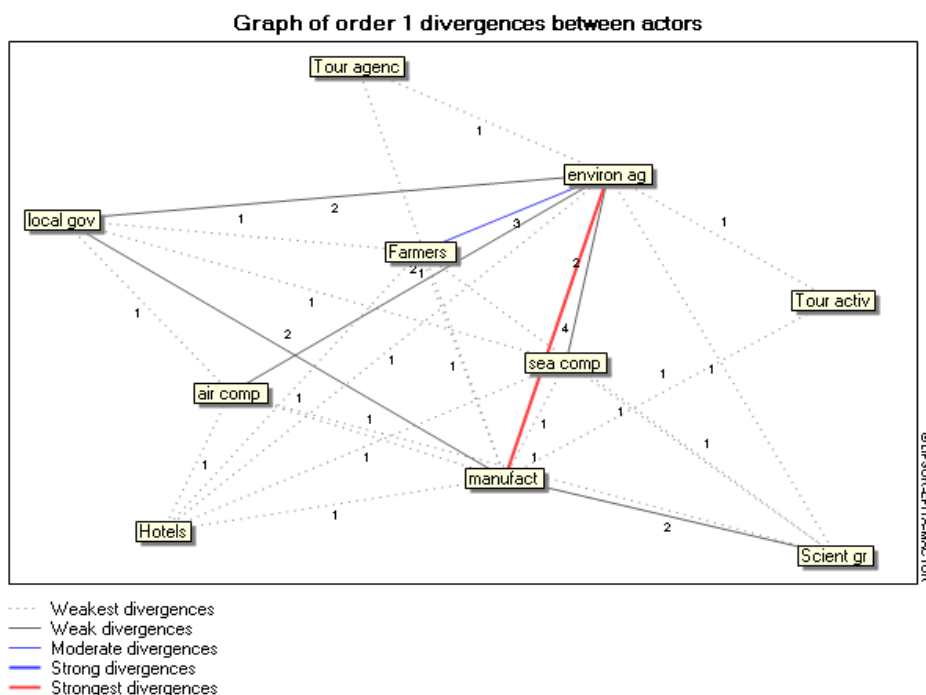 Graph of order 1 divergences between actors
Tour agenc
1
environ ag
local gov
1
2
3
1
Farmers
2
1
2
Tour activ
1
1
2
4
sea comp
1
1
1
1
air comp
1
1
1
1
1
1
1
1
manufact
1
2
Hotels
Scient gr
Weakest divergences
Weak divergences
Moderate divergences
Strong divergences
Strongest divergences